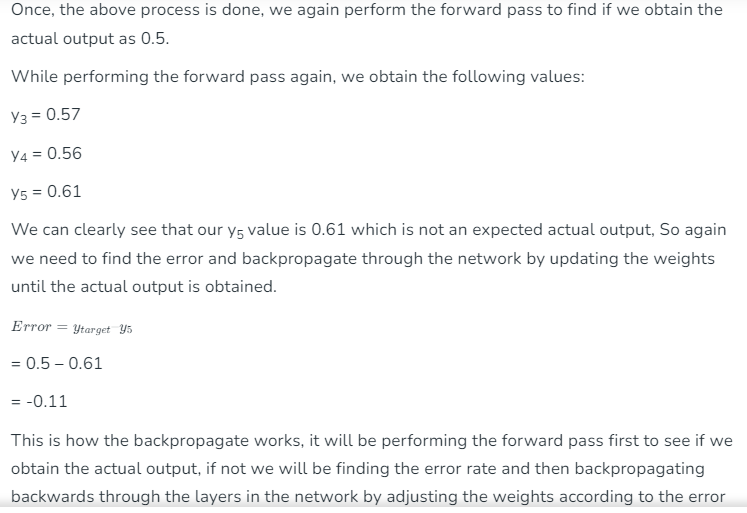 Once, the above process is done, we again perform the forward pass to find if we obtain the
actual output as 0.5.
While performing the forward pass again, we obtain the following values:
y3 = 0.57
y4 = 0.56
y5 = 0.61
We can clearly see that our y5 value is 0.61 which is not an expected actual output, So again
we need to find the error and backpropagate through the network by updating the weights
until the actual output is obtained.
Error = ytarget–y5
= 0.5 – 0.61
= -0.11
This is how the backpropagate works, it will be performing the forward pass first to see if we
obtain the actual output, if not we will be finding the error rate and then backpropagating
backwards through the layers in the network by adjusting the weights according to the error